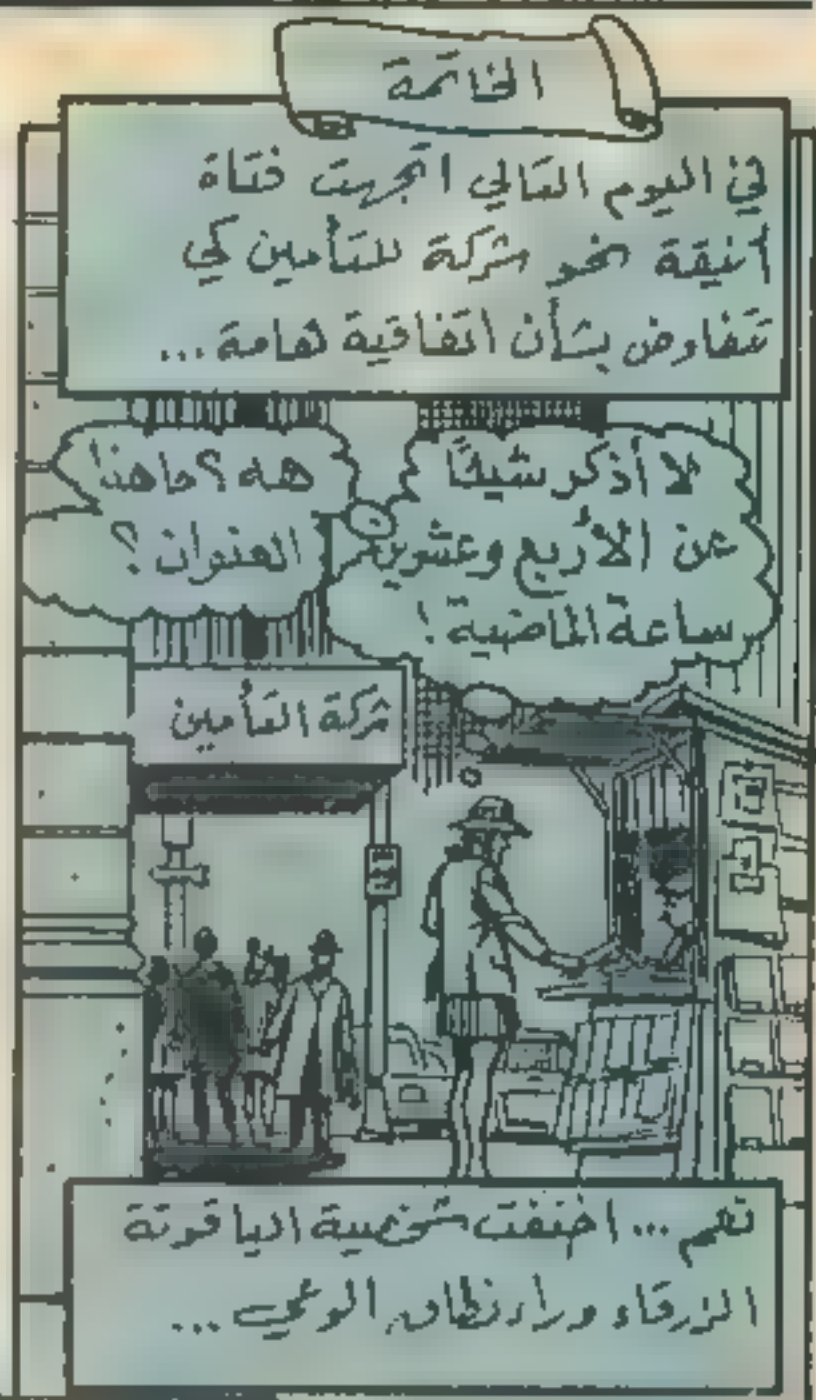 الخاتمة
في اليوم التالي اتجهت فتاة
أنيقة نحو شركة للتأمين كي
تتفاوض بشأن اتفاقية هامة...
لا أذكر شيئًا
عن الأربع وعشرين
ساعة الماضية!
هه؟ ما هذا
العنوان؟
شركة التأمين
نعم... اختفت شخصية الياقوتة
الزرقاء وراء نطاق الوعي...